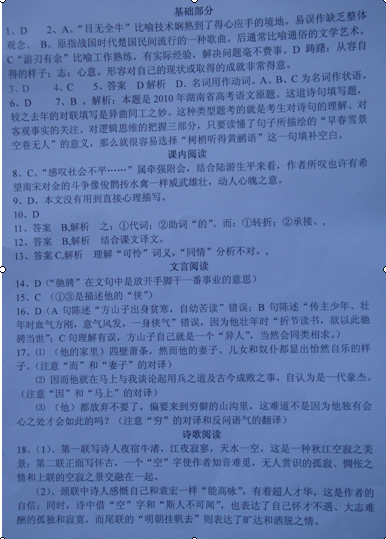 基础部分
1、D　2、A。“目无全牛”比喻技术娴熟到了得心应手的境地，易误作缺乏整体
观念。 B。原指战国时代楚国民间流行的一种歌曲。后通常比喻通俗的文学艺术。
C“游刃有余”比喻工作熟练，有实际经验，解决问题毫不费事。D 踌躇：从容自
得的样子；志：心意。形容对自己的现状或取得的成就非常得意。
3、D　4、C　5、答案 D 解析　D．名词用作动词。A、B、C 为名词作状语。
6、D　7、B 。解析：本题是 2010 年湖南省高考语文原题。这道诗句填写题，
较之去年的对联填写是异曲同工之妙，这种类型题考的就是考生对诗句的理解、对
客观事实的关注、对逻辑思维的把握三部分，只要读懂了句子所描绘的“早春雪景
空巷无人”的意义，那么就很容易选择“树梢听得黄鹂语”这一句填补空白。
课内阅读
8、C。“感叹社会不平……”属牵强附会，结合陆游生平来看，作者所叹也许有希
望南宋对金的斗争像俊鹘抟水禽一样威武雄壮，动人心魄之意。
9、D。本文没有用到直接心理描写。
10、D
11、答案　B,解析　之：①代词；②助词“的”。而：①转折；②承接。、
12、答案　B,解析　结合课文译文。
13、答案 C,解析　理解“可怜”词义，“同情”分析不对。、
文言阅读
14、D（“驰骋”在文句中是放开手脚干一番事业的意思）
15、C（①③是描述他的“侠”）
16、D（A 句陈述“方山子出身贫寒，自幼苦读”错误；B 句陈述“传主少年、壮
年时血气方刚，意气风发，一身侠气”错误，因为他壮年时“折节读书，欲以此驰
骋当世”；C 句理解有误，方山子自己就是一个“异人”，当然会同类相求。）
17、⑴（他的家里）四壁萧条，然而他的妻子、儿女和奴仆都显出怡然自乐的样
子。（注意“而”和“妻子”的对译）
⑵ 因而他就在马上与我谈论起用兵之道及古今成败之事，自认为是一代豪杰。
（注意“因”和“马上”的对译）
⑶ （他）都放弃不要了，偏要来到穷僻的山沟里，这难道不是因为他独有会
心之处才会如此的吗？（注意“穷”的对译和反问语气的翻译）
诗歌阅读
18、（1）、第一联写诗人夜宿牛渚，江夜寂寥，天水一空，这是一种秋江空寂之美
景；第二联正面写怀古，一个“空”字使作者知音难觅，无人赏识的孤寂、惆怅之
情和上联的空寂之景交融在一起。
（2）、颈联中诗人感慨自己和袁宏一样“能高咏”，有着超人才华，这是作者的
自信；同时，诗中借“空”字和“斯人不可闻”，也表达了自己怀才不遇、大志难
酬的孤独和寂寞，而尾联的“明朝挂帆去”则表达了旷达和洒脱之情。